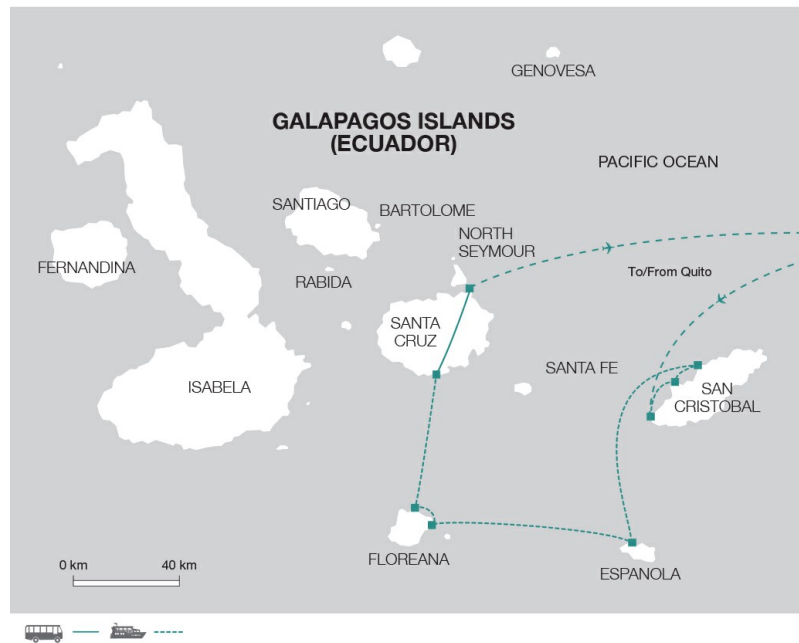 GENOVESA
GALAPAGOS ISLANDS
(ECUADOR)
PACIFIC OCEAN
SANTIAGO
BARTOLOME
NORTH
SEYMOUR
FERNANDINA
RABIDA
To/From Quito
SANTA
CRUZ
ISABELA
SANTA FE
SAN
CRISTOBAL
FLOREANA
ESPANOLA
0 km
40 km